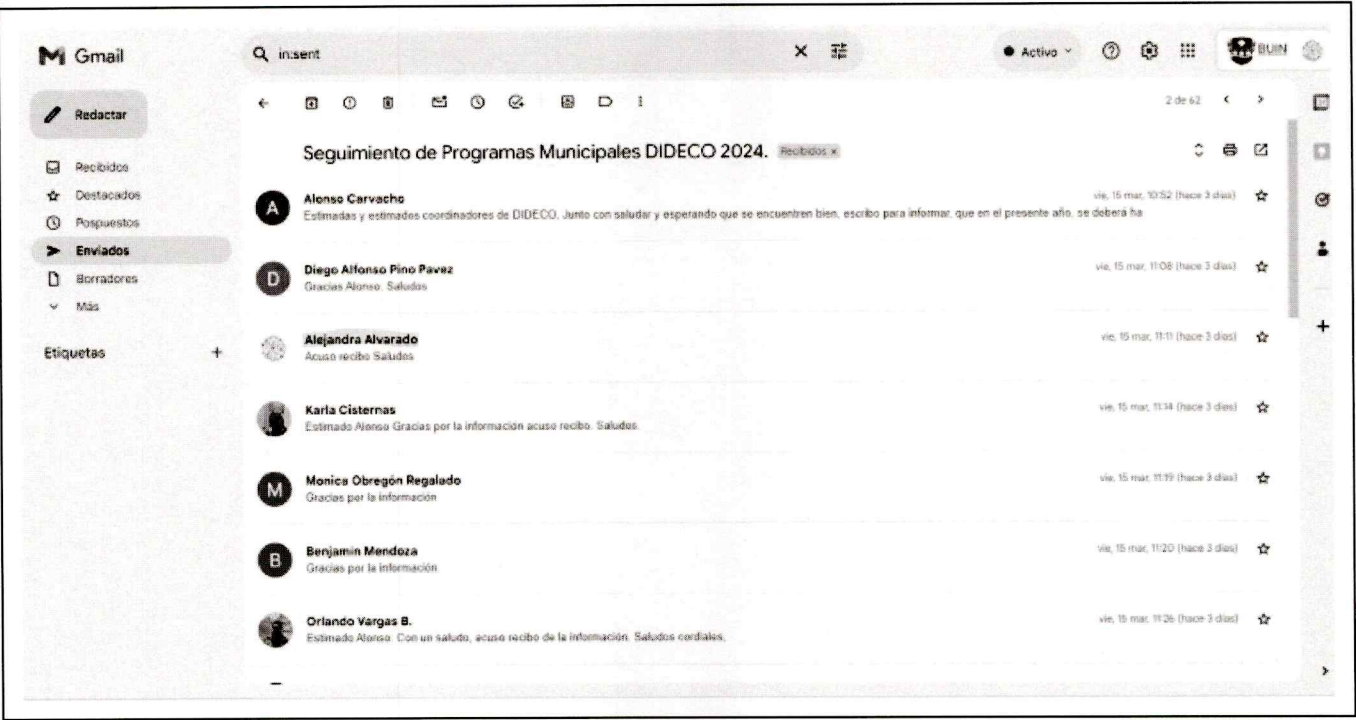 Gmail
in:sent
Activo
BUIN
Redactar
2 de 62
Seguimiento de Programas Municipales DIDECO 2024. Recibidos x
Recibidos
Destacados
Pospuestos
Enviados
Borradores
Más
Etiquetas
A
Alonso Carvacho
vie, 15 mar, 10:52 (hace 3 días)
Estimadas y estimados coordinadores de DIDECO, Junto con saludar y esperando que se encuentren bien, escribo para informar, que en el presente año, se deberá ha
D
Diego Alfonso Pino Pavez
vie, 15 mar, 11:08 (hace 3 días)
Gracias Alonso. Saludos
Alejandra Alvarado
vie, 15 mar, 11:11 (hace 3 días)
Acuso recibo Saludos
Karla Cisternas
vie, 15 mar, 11:14 (hace 3 días)
Estimado Alonso Gracias por la información acuso recibo. Saludos.
M
Monica Obregón Regalado
vie, 15 mar, 11:19 (hace 3 días)
Gracias por la información
B
Benjamin Mendoza
vie, 15 mar, 11:20 (hace 3 días)
Gracias por la información
Orlando Vargas B.
vie, 15 mar, 11:26 (hace 3 días)
Estimado Alonso: Con un saludo, acuso recibo de la información. Saludos cordiales,